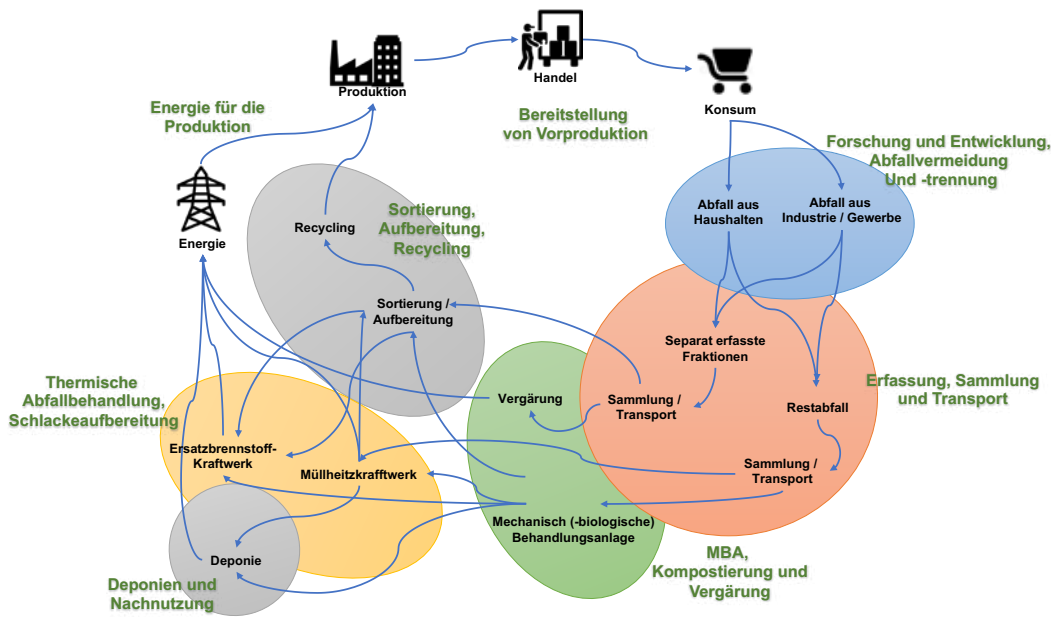 Produktion
Handel
Konsum
Energie für die
Produktion
Bereitstellung
von Vorproduktion
Forschung und Entwicklung,
Abfallvermeidung
Und -trennung
Abfall aus
Haushalten
Abfall aus
Industrie / Gewerbe
Energie
Recycling
Sortierung,
Aufbereitung,
Recycling
Sortierung /
Aufbereitung
Separat erfasste
Fraktionen
Thermische
Abfallbehandlung,
Schlackeaufbereitung
Vergärung
Sammlung /
Transport
Restabfall
Erfassung, Sammlung
und Transport
Ersatzbrennstoff-
Kraftwerk
Müllheitzkrafftwerk
Sammlung /
Transport
Mechanisch (-biologische)
Behandlungsanlage
Deponie
Deponien und
Nachnutzung
MBA,
Kompostierung und
Vergärung